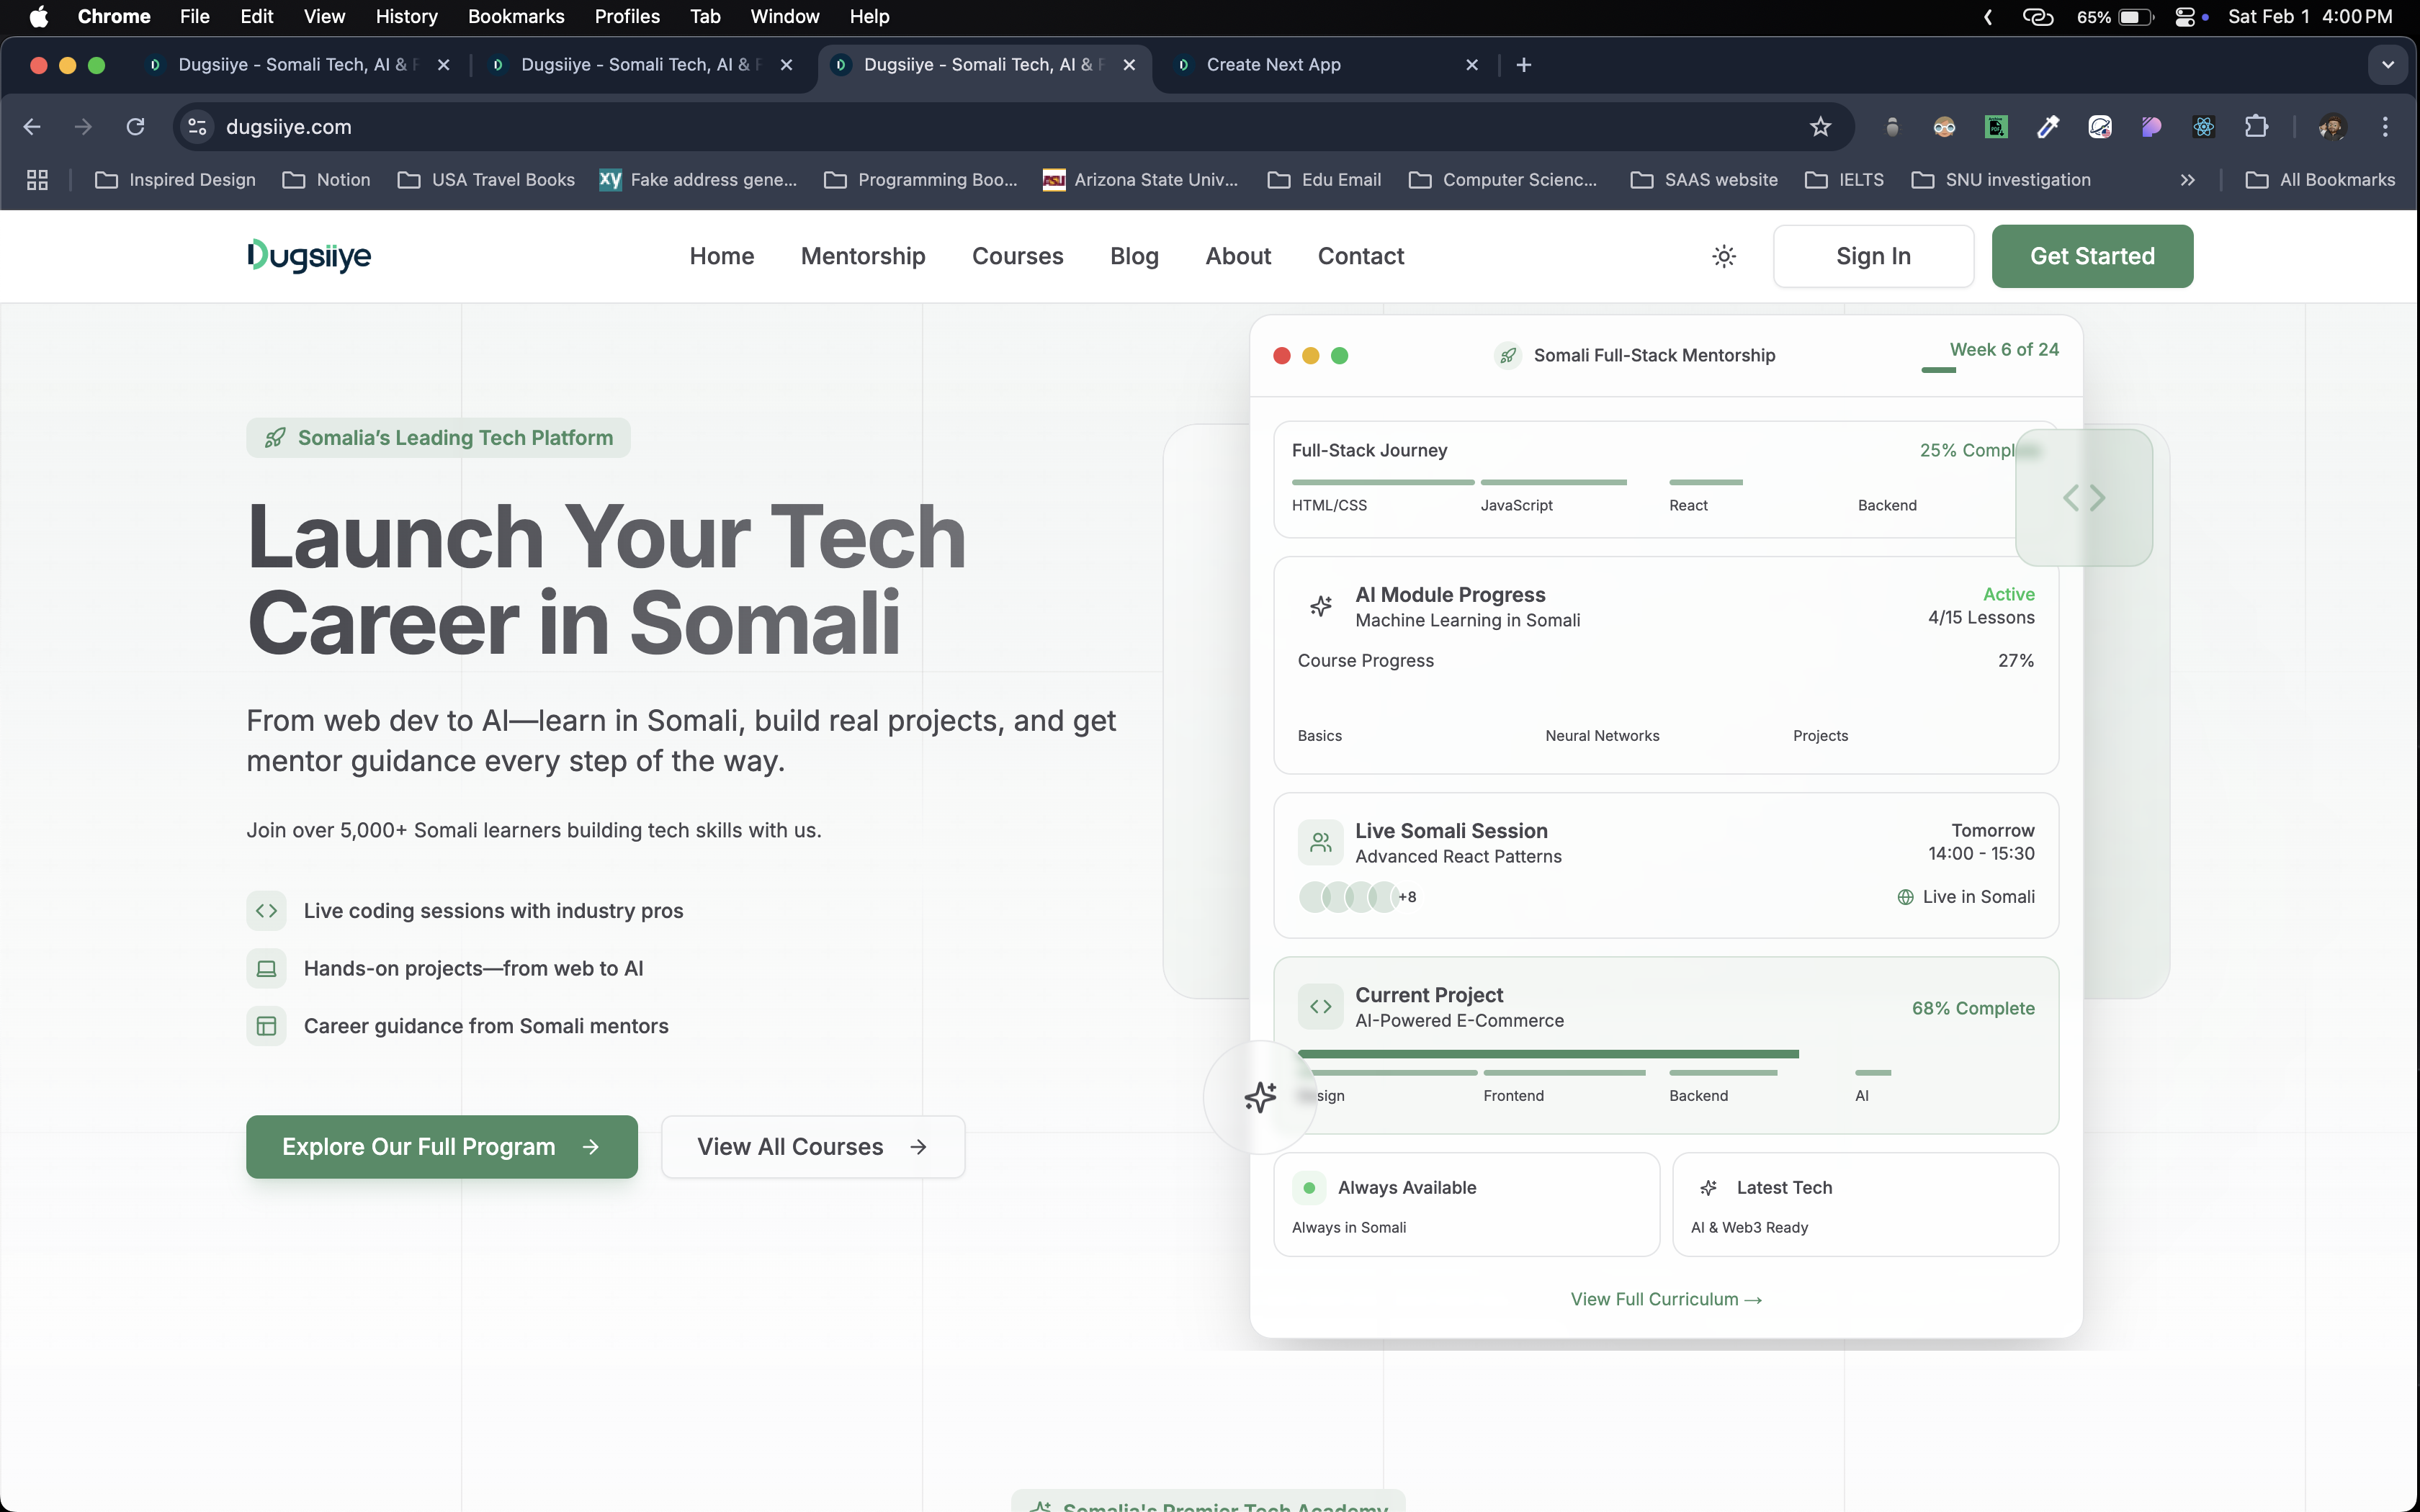 Chrome File Edit View History Bookmarks Profiles Tab Window Help
65% Sat Feb 1 4:00 PM
Dugsiiye - Somali Tech, AI &
Dugsiiye - Somali Tech, AI &
Dugsiiye - Somali Tech, AI &
Create Next App
dugsiiye.com
Inspired Design
Notion
USA Travel Books
xy Fake address gene...
Programming Boo...
ASU Arizona State Univ...
Edu Email
Computer Scienc...
SAAS website
IELTS
SNU investigation
All Bookmarks
Dugsiiye
Home Mentorship Courses Blog About Contact
Sign In
Get Started
Somalia's Leading Tech Platform
Launch Your Tech
Career in Somali
From web dev to AI—learn in Somali, build real projects, and get
mentor guidance every step of the way.
Join over 5,000+ Somali learners building tech skills with us.
Live coding sessions with industry pros
Hands-on projects—from web to AI
Career guidance from Somali mentors
Explore Our Full Program →
View All Courses →
Somali Full-Stack Mentorship
Week 6 of 24
Full-Stack Journey
25%
HTML/CSS JavaScript React Backend
AI Module Progress
Machine Learning in Somali
Active
4/15 Lessons
Course Progress
27%
Basics Neural Networks Projects
Live Somali Session
Advanced React Patterns
Tomorrow
14:00 - 15:30
+8
Live in Somali
Current Project
AI-Powered E-Commerce
68% Complete
Frontend Backend AI
Always Available
Always in Somali
Latest Tech
AI & Web3 Ready
View Full Curriculum →
Somalia's Premier Tech Academy